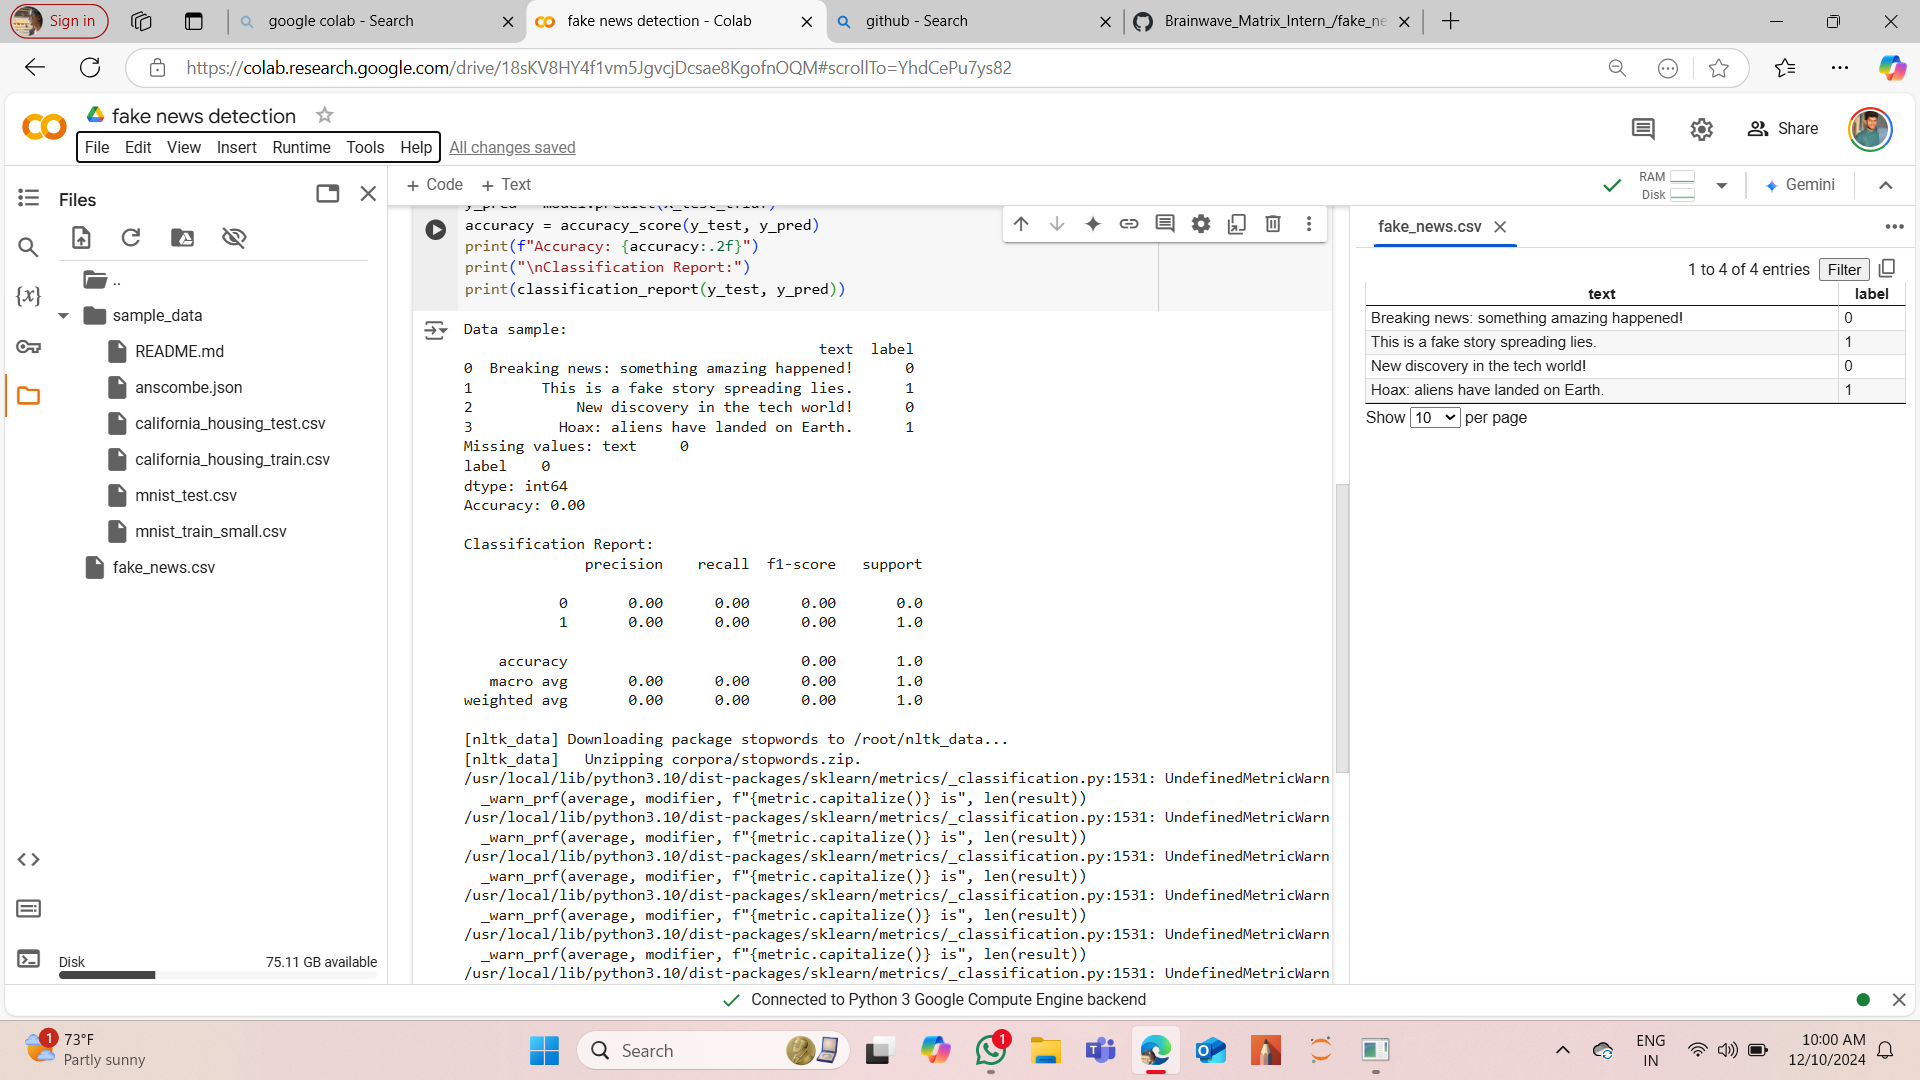 Sign in
google colab - Search
fake news detection - Colab
github - Search
Brainwave_Matrix_Intern_/fake_ne
https://colab.research.google.com/drive/18sKV8HY4f1vm5JgvcjDcsae8KgofnOQM#scrollTo=YhdCePu7ys82
fake news detection
File Edit View Insert Runtime Tools Help All changes saved
Share
Files
+ Code + Text
RAM
Disk
Gemini
..
sample_data
README.md
anscombe.json
california_housing_test.csv
california_housing_train.csv
mnist_test.csv
mnist_train_small.csv
fake_news.csv
Disk 75.11 GB available
y_pred = model.predict(X_test_tfidf)
accuracy = accuracy_score(y_test, y_pred)
print(f"Accuracy: {accuracy:.2f}")
print("\nClassification Report:")
print(classification_report(y_test, y_pred))
Data sample:
text label
0 Breaking news: something amazing happened! 0
1 This is a fake story spreading lies. 1
2 New discovery in the tech world! 0
3 Hoax: aliens have landed on Earth. 1
Missing values: text 0
label 0
dtype: int64
Accuracy: 0.00
Classification Report:
precision recall f1-score support
0 0.00 0.00 0.00 0.0
1 0.00 0.00 0.00 1.0
accuracy 0.00 1.0
macro avg 0.00 0.00 0.00 1.0
weighted avg 0.00 0.00 0.00 1.0
[nltk_data] Downloading package stopwords to /root/nltk_data...
[nltk_data] Unzipping corpora/stopwords.zip.
/usr/local/lib/python3.10/dist-packages/sklearn/metrics/_classification.py:1531: UndefinedMetricWarn
_warn_prf(average, modifier, f"{metric.capitalize()} is", len(result))
/usr/local/lib/python3.10/dist-packages/sklearn/metrics/_classification.py:1531: UndefinedMetricWarn
_warn_prf(average, modifier, f"{metric.capitalize()} is", len(result))
/usr/local/lib/python3.10/dist-packages/sklearn/metrics/_classification.py:1531: UndefinedMetricWarn
_warn_prf(average, modifier, f"{metric.capitalize()} is", len(result))
/usr/local/lib/python3.10/dist-packages/sklearn/metrics/_classification.py:1531: UndefinedMetricWarn
_warn_prf(average, modifier, f"{metric.capitalize()} is", len(result))
/usr/local/lib/python3.10/dist-packages/sklearn/metrics/_classification.py:1531: UndefinedMetricWarn
_warn_prf(average, modifier, f"{metric.capitalize()} is", len(result))
/usr/local/lib/python3.10/dist-packages/sklearn/metrics/_classification.py:1531: UndefinedMetricWarn
fake_news.csv
1 to 4 of 4 entries Filter
text label
Breaking news: something amazing happened! 0
This is a fake story spreading lies. 1
New discovery in the tech world! 0
Hoax: aliens have landed on Earth. 1
Show 10 per page
Connected to Python 3 Google Compute Engine backend
1
73°F
Partly sunny
Search
1
ENG
IN
10:00 AM
12/10/2024